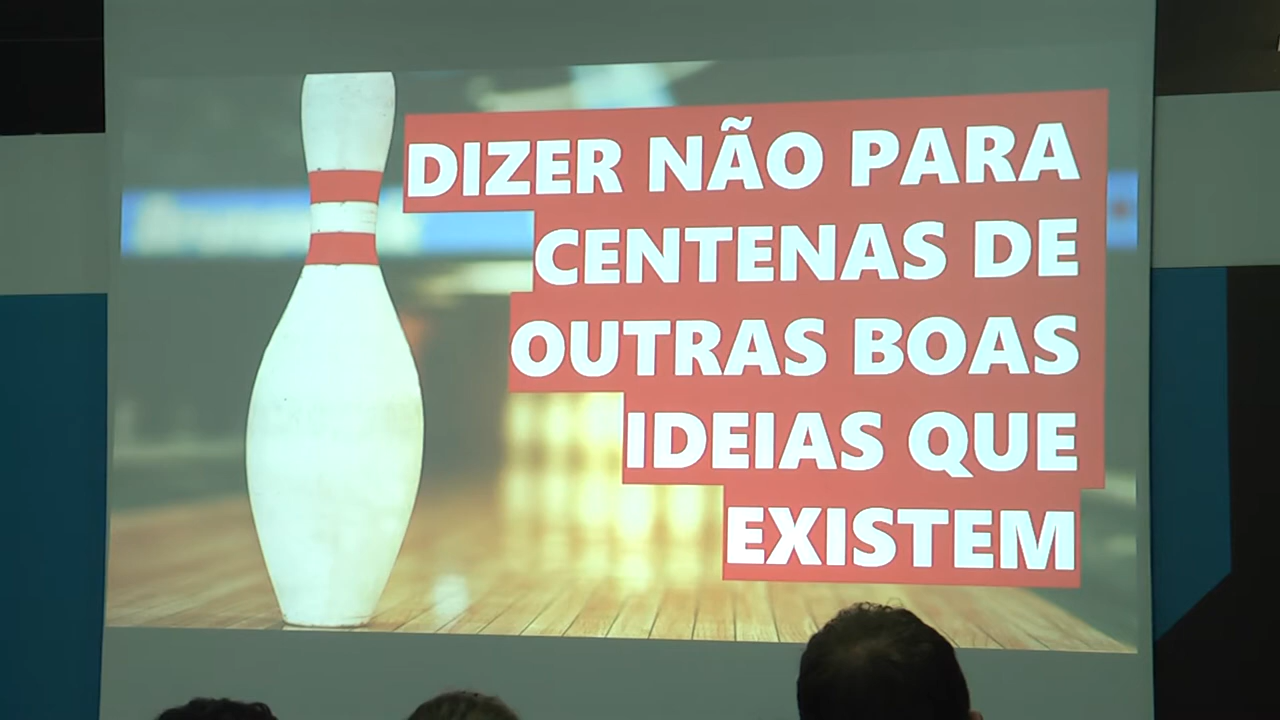 DIZER NÃO PARA
CENTENAS DE
OUTRAS BOAS
IDEIAS QUE
EXISTEM